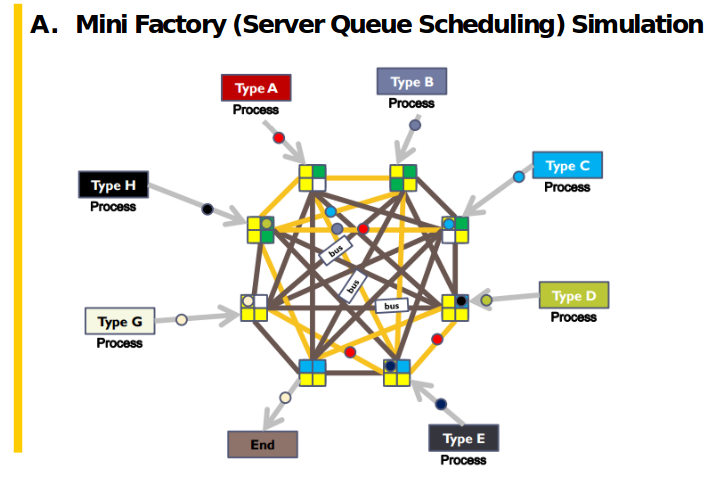 A. Mini Factory (Server Queue Scheduling) Simulation
Type A
Process
Type B
Process
Type C
Process
Type H
Process
bus
bus
bus
Type D
Process
Type G
Process
End
Type E
Process